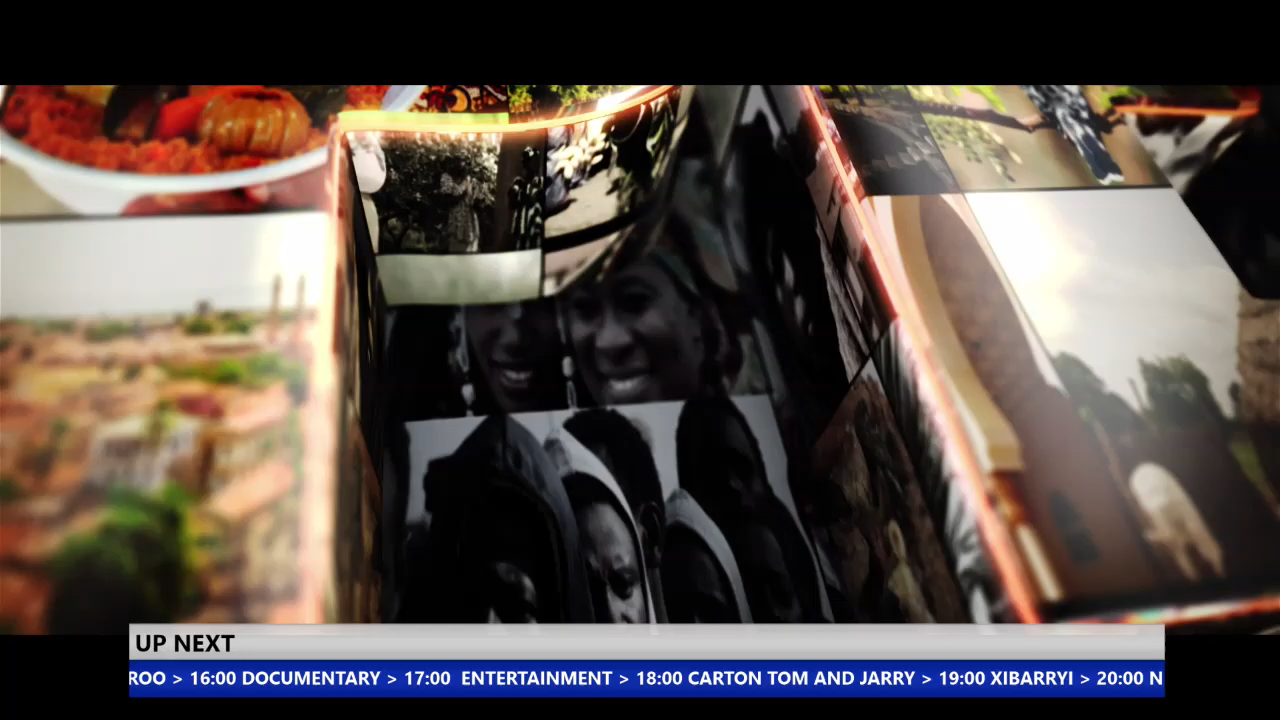 UP NEXT
ROO > 16:00 DOCUMENTARY > 17:00 ENTERTAINMENT > 18:00 CARTON TOM AND JARRY > 19:00 XIBARRYI > 20:00 N